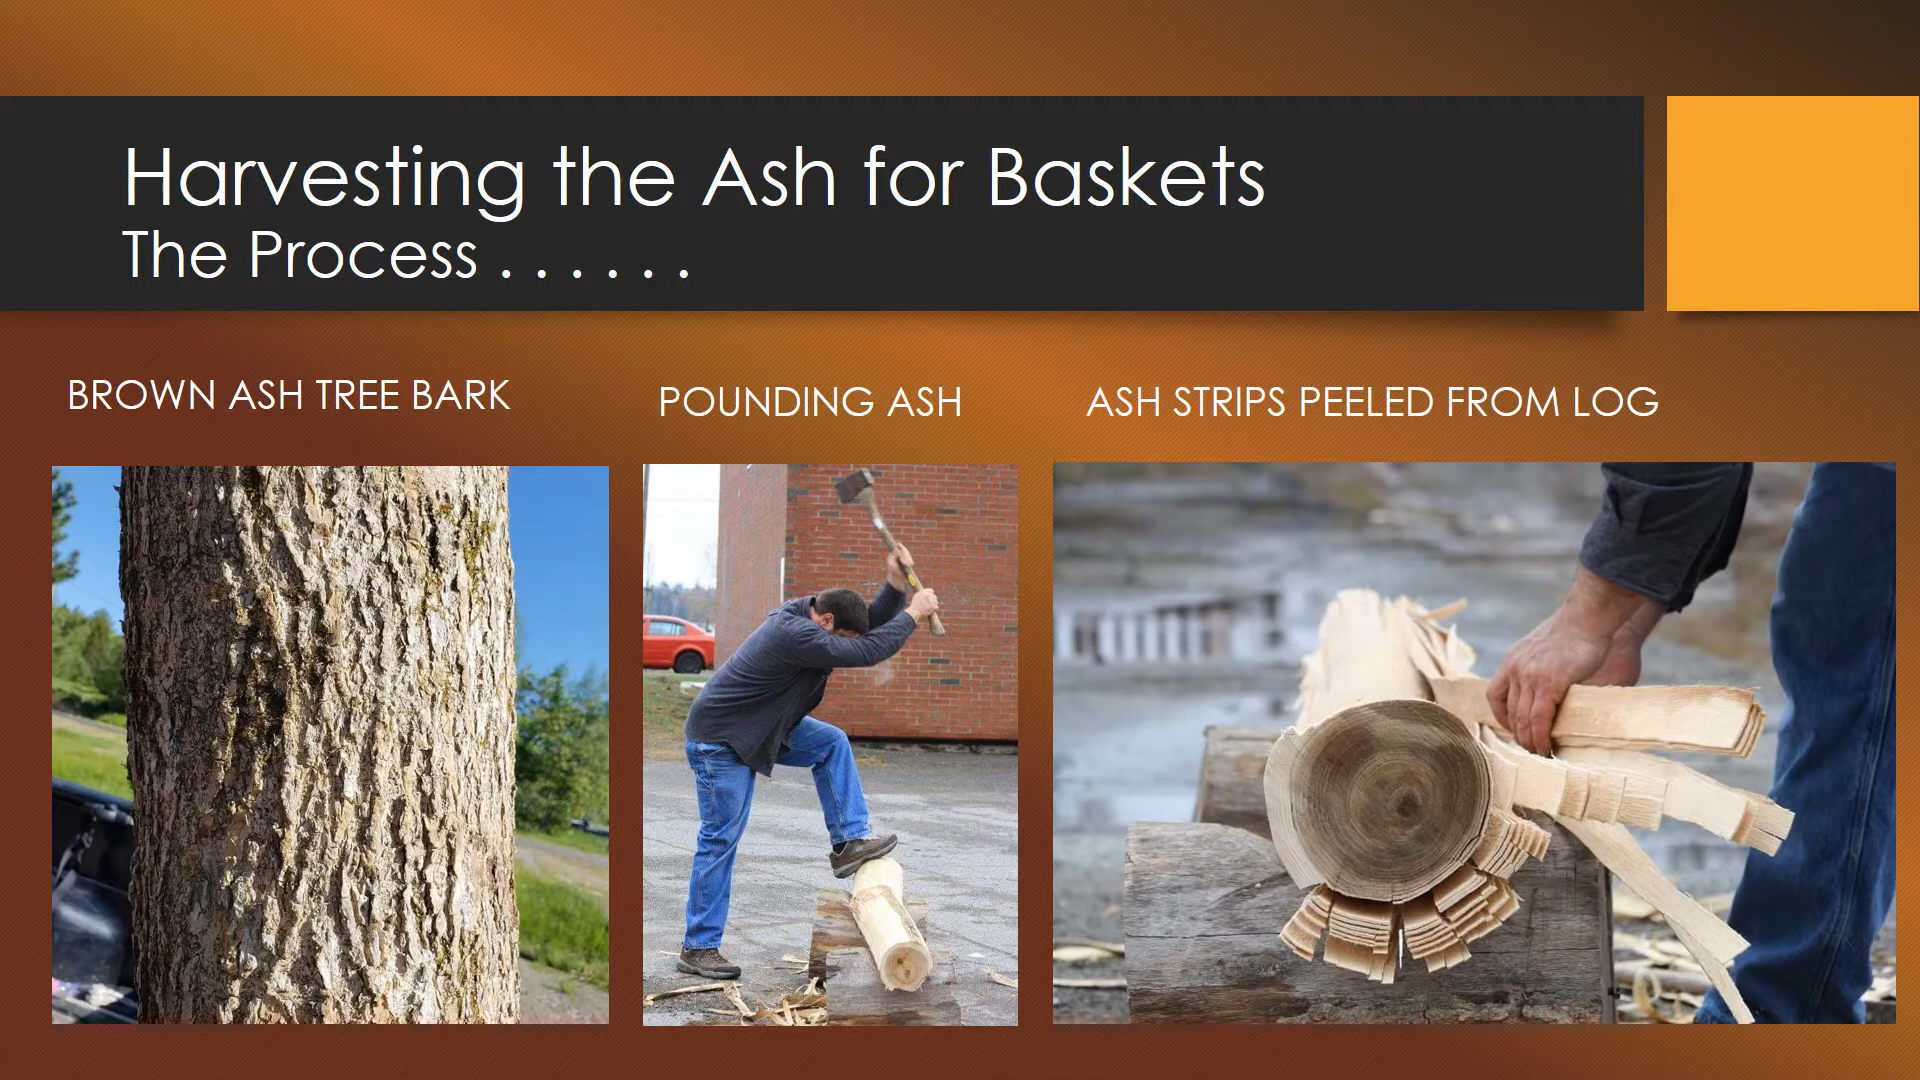 Harvesting the Ash for Baskets
The Process . . . . . .
BROWN ASH TREE BARK
POUNDING ASH
ASH STRIPS PEELED FROM LOG